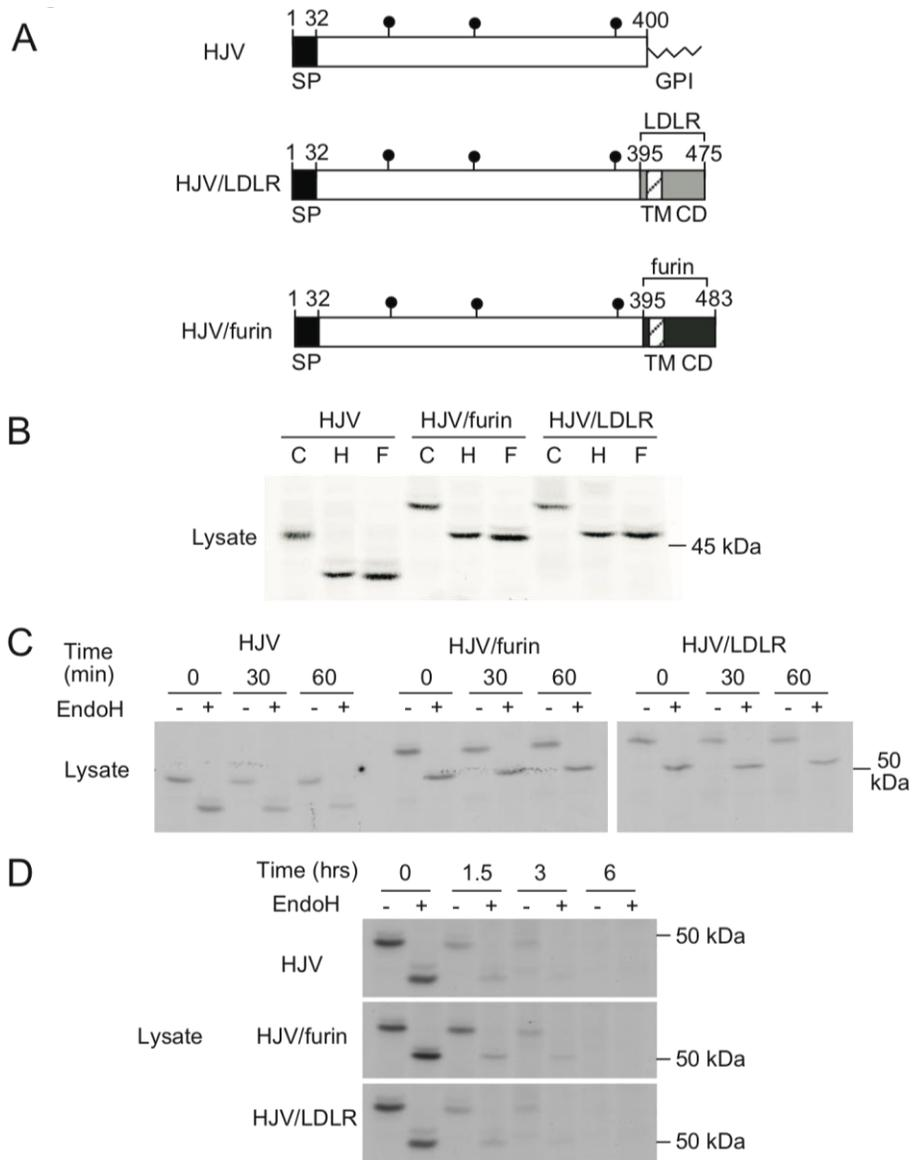 A
1 32 400
HJV
SP GPI
LDLR
1 32 395 475
HJV/LDLR
SP TM CD
furin
1 32 395 483
HJV/furin
SP TM CD
B
HJV HJV/furin HJV/LDLR
C H F C H F C H F
Lysate
45 kDa
C
HJV HJV/furin HJV/LDLR
Time
(min) 0 30 60 0 30 60 0 30 60
EndoH - + - + - + - + - + - + - + - + - +
Lysate
50
kDa
D
Time (hrs) 0 1.5 3 6
EndoH - + - + - + - +
50 kDa
HJV
Lysate HJV/furin
50 kDa
HJV/LDLR
50 kDa